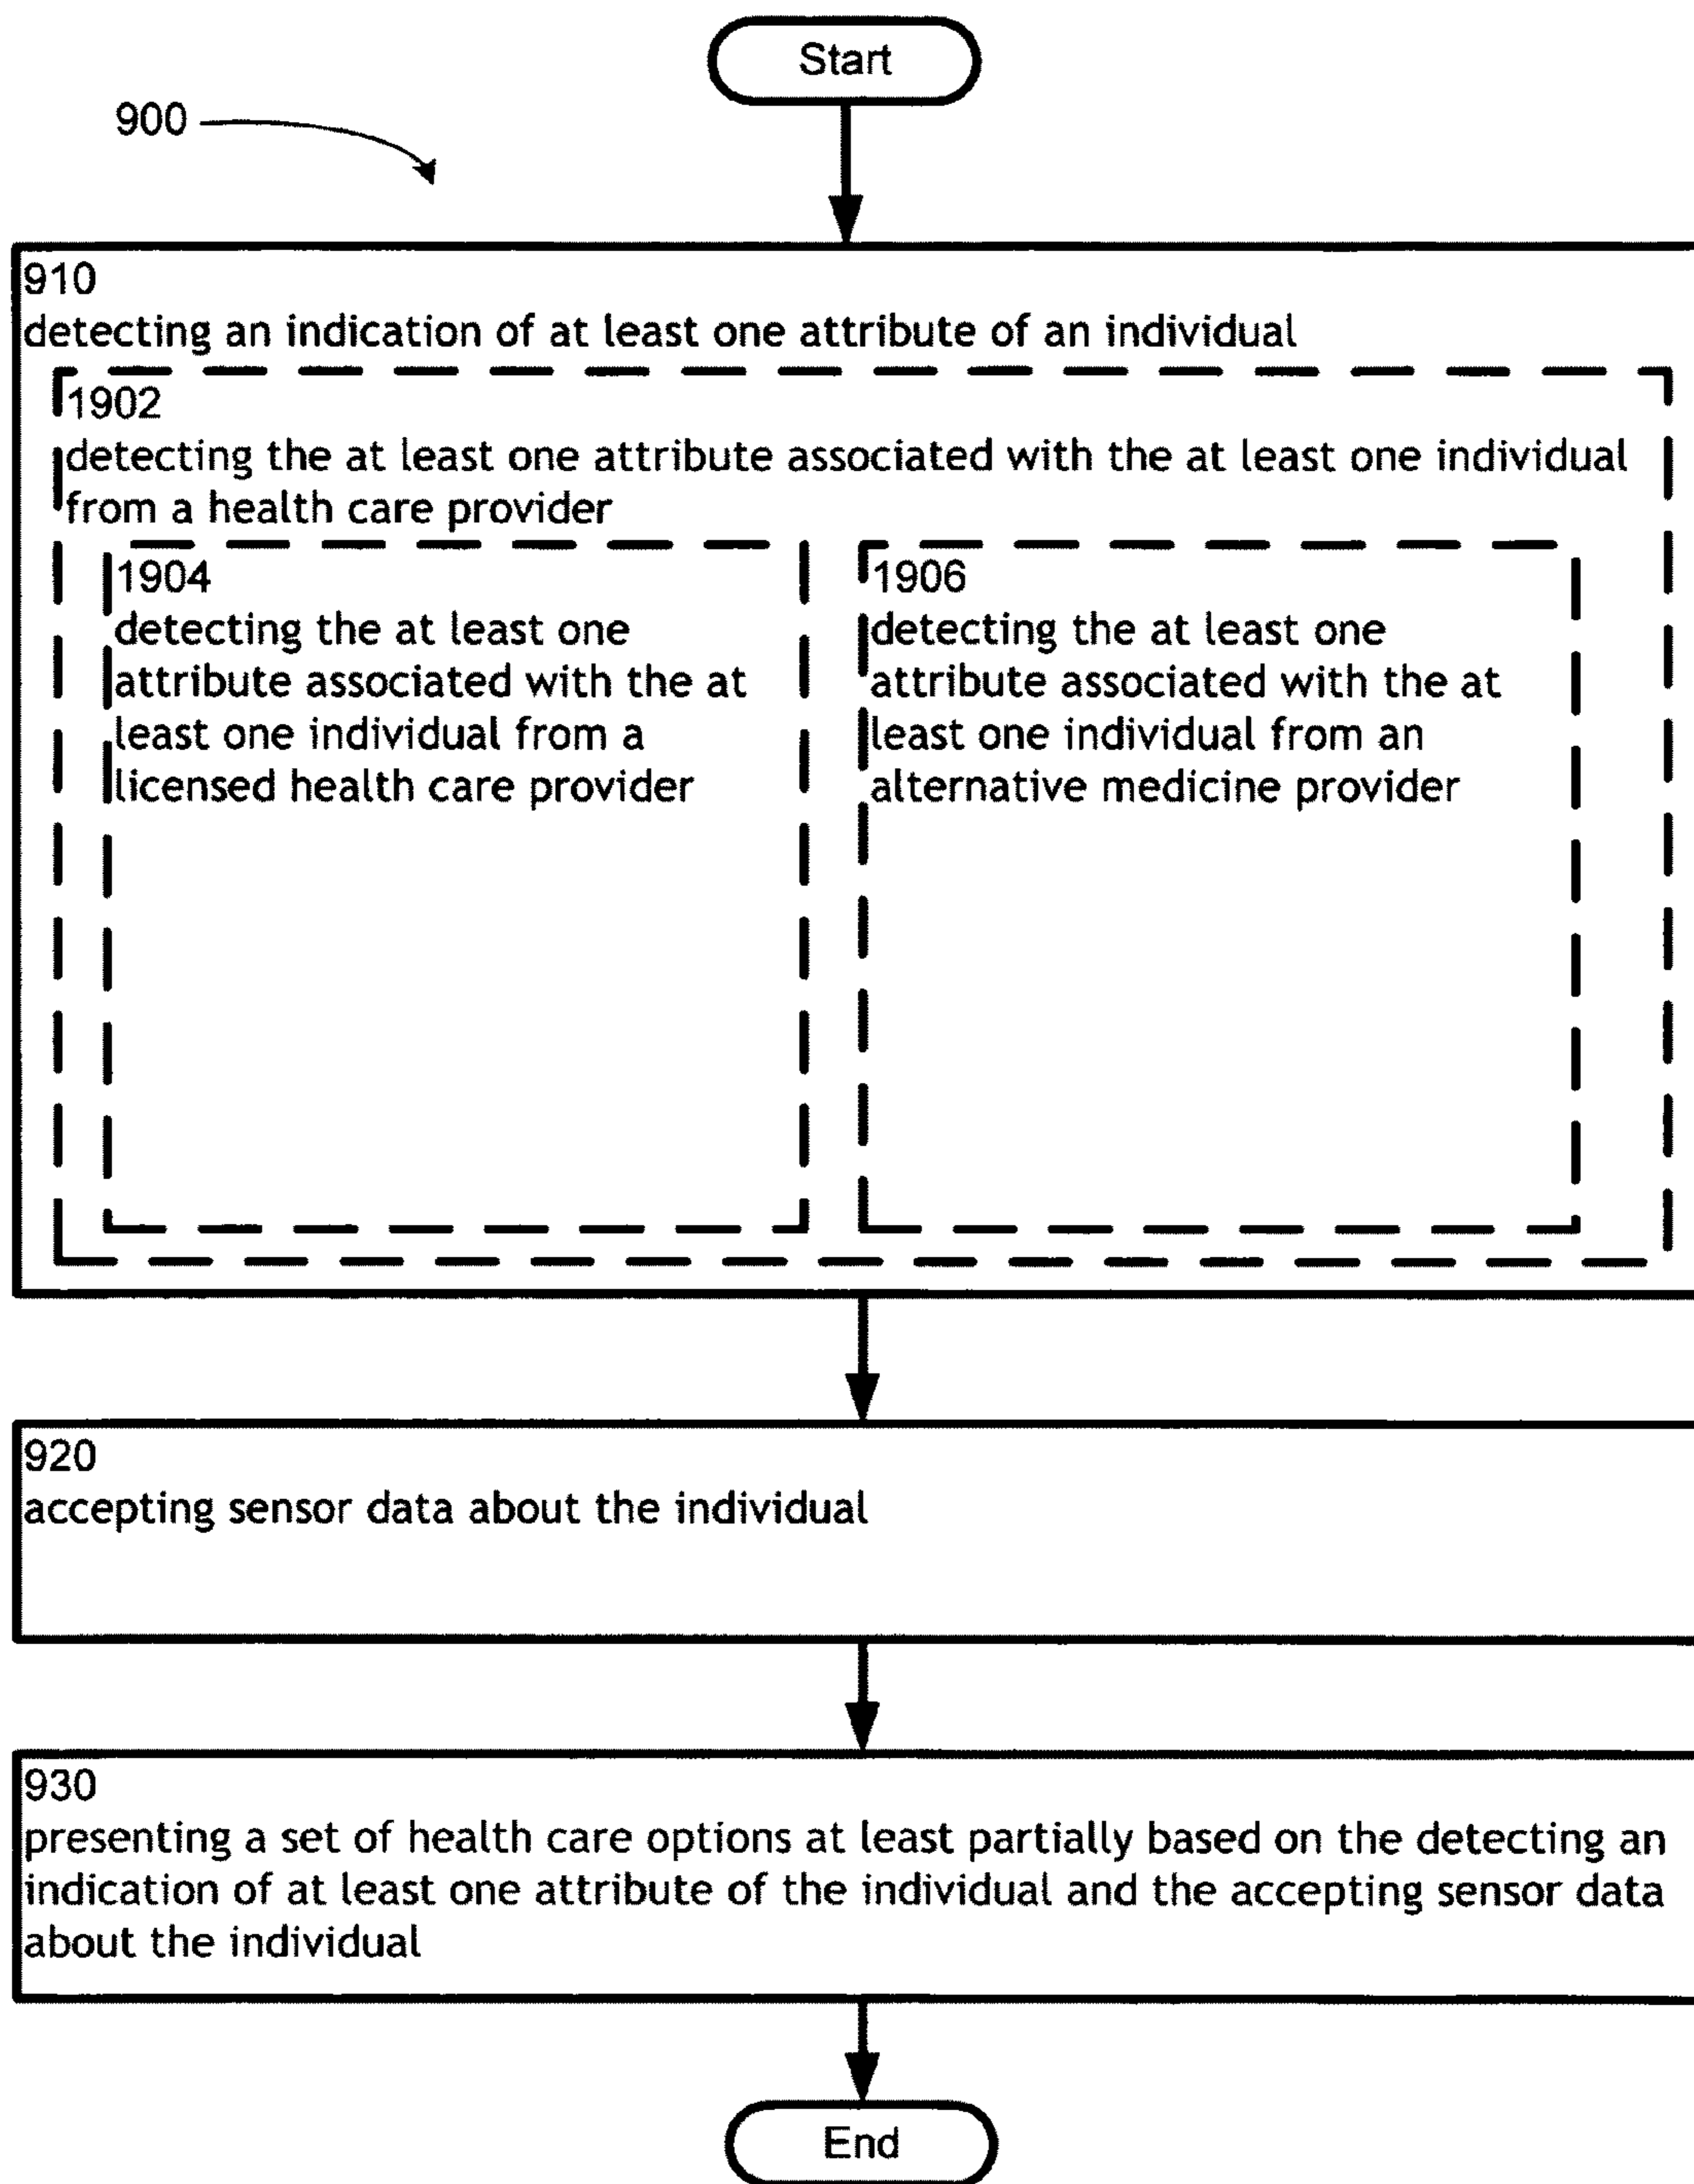 Start
900
910
detecting an indication of at least one attribute of an individual
1902
detecting the at least one attribute associated with the at least one individual
from a health care provider
1904
detecting the at least one
attribute associated with the at
least one individual from a
licensed health care provider
1906
detecting the at least one
attribute associated with the at
least one individual from an
alternative medicine provider
920
accepting sensor data about the individual
930
presenting a set of health care options at least partially based on the detecting an
indication of at least one attribute of the individual and the accepting sensor data
about the individual
End